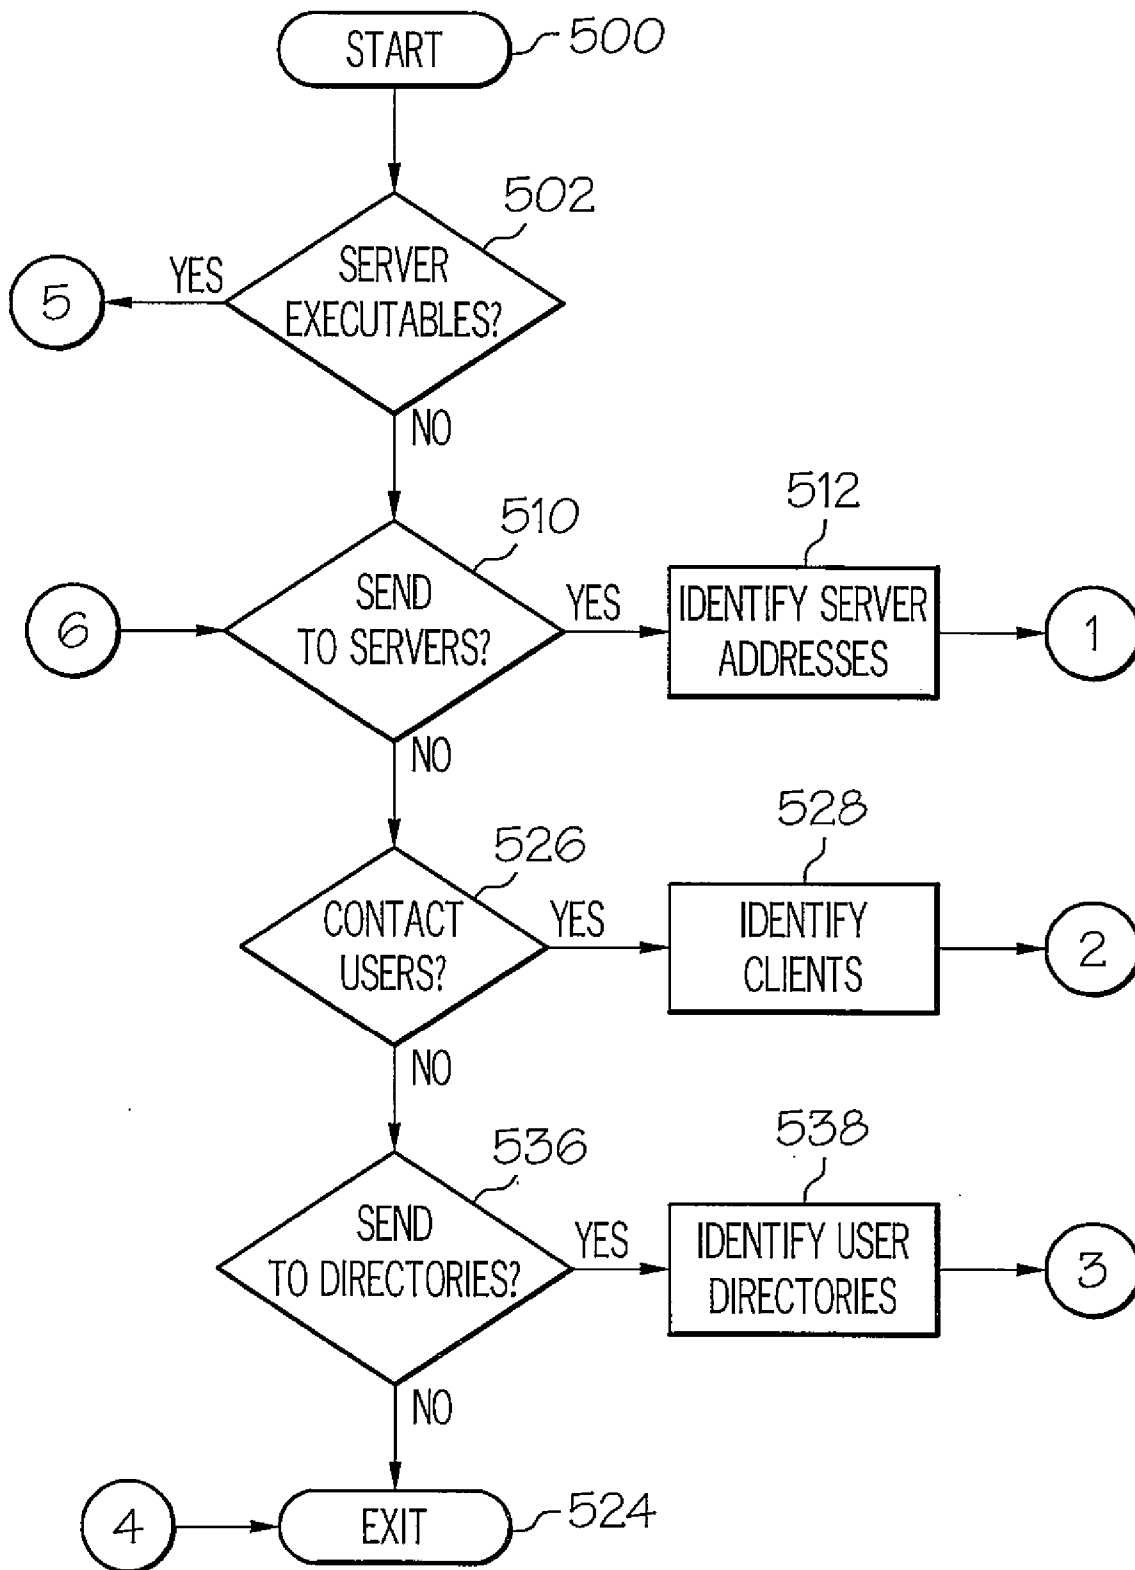 START
500
502
SERVER
EXECUTABLES?
YES
5
NO
510
SEND
TO SERVERS?
6
YES
512
IDENTIFY SERVER
ADDRESSES
1
NO
526
CONTACT
USERS?
YES
528
IDENTIFY
CLIENTS
2
NO
536
SEND
TO DIRECTORIES?
YES
538
IDENTIFY USER
DIRECTORIES
3
NO
4
EXIT
524